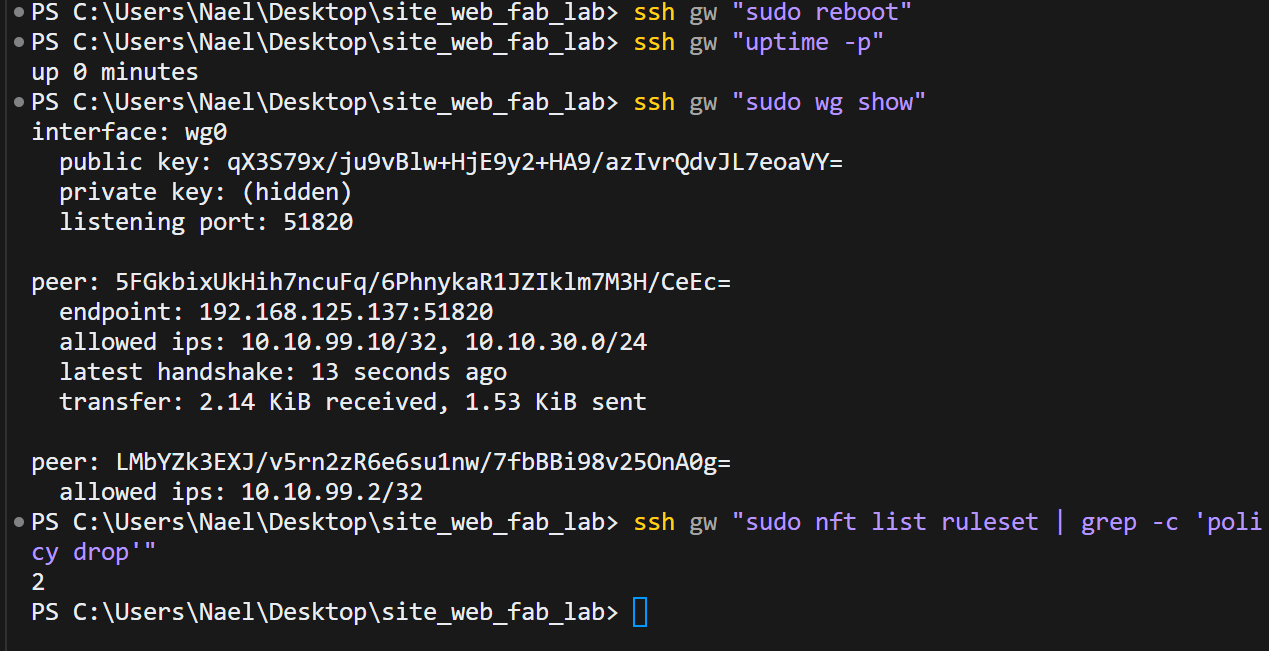 PS C:\Users\Nael\Desktop\site_web_fab_lab> ssh gw "sudo reboot"
PS C:\Users\Nael\Desktop\site_web_fab_lab> ssh gw "uptime -p"
up 0 minutes
PS C:\Users\Nael\Desktop\site_web_fab_lab> ssh gw "sudo wg show"
interface: wg0
  public key: qX3S79x/ju9vBlw+HjE9y2+HA9/azIvrQdvJL7eoaVY=
  private key: (hidden)
  listening port: 51820

peer: 5FGkbixUkHih7ncuFq/6PhnykaR1JZIklm7M3H/CeEc=
  endpoint: 192.168.125.137:51820
  allowed ips: 10.10.99.10/32, 10.10.30.0/24
  latest handshake: 13 seconds ago
  transfer: 2.14 KiB received, 1.53 KiB sent

peer: LMbYZk3EXJ/v5rn2zR6e6su1nw/7fbBBi98v25OnA0g=
  allowed ips: 10.10.99.2/32
PS C:\Users\Nael\Desktop\site_web_fab_lab> ssh gw "sudo nft list ruleset | grep -c 'poli
cy drop'"
2
PS C:\Users\Nael\Desktop\site_web_fab_lab>